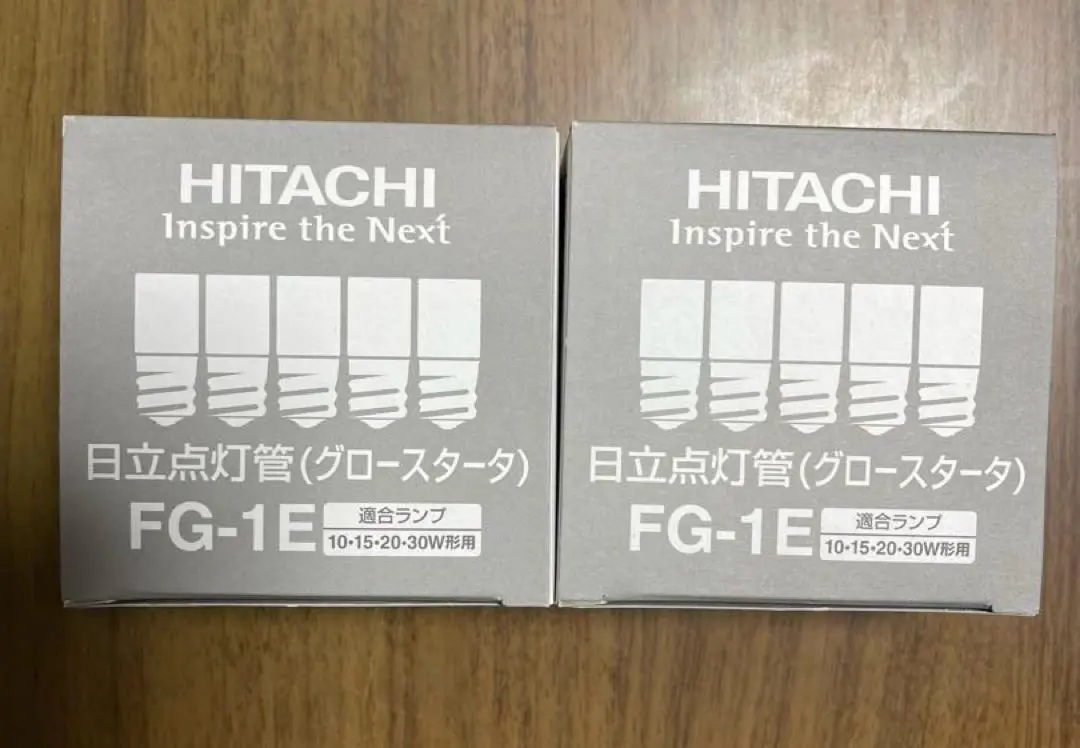 HITACHI
Inspire the Next
日立点灯管(グロースタータ)
FG-1E
適合ランプ
10・15・20・30W形用
HITACHI
Inspire the Next
日立点灯管(グロースタータ)
FG-1E
適合ランプ
10・15・20・30W形用